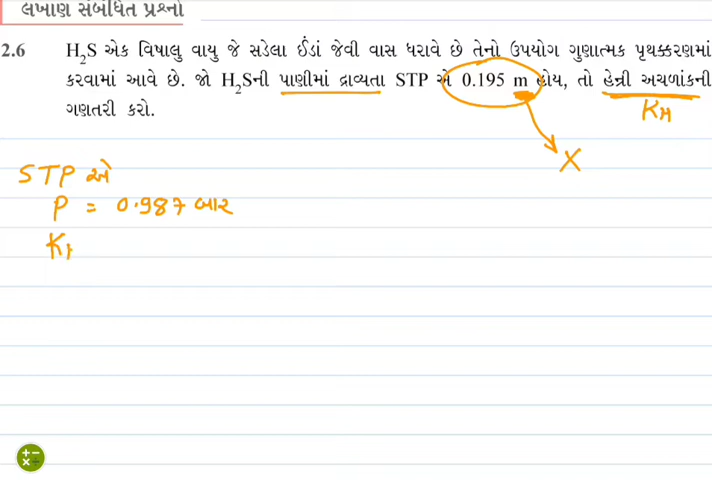 લખાણ સંબંધિત પ્રશ્નો
2.6 H₂S એક વિષાલુ વાયુ જે સડેલા ઈંડાં જેવી વાસ ધરાવે છે તેનો ઉપયોગ ગુણાત્મક પૃથક્કરણમાં
કરવામાં આવે છે. જો H₂Sની પાણીમાં દ્રાવ્યતા STP એ 0.195 m હોય, તો હેન્રી અચળાંકની
ગણતરી કરો.
KH
X
STP એ
P = 0.987 બાર